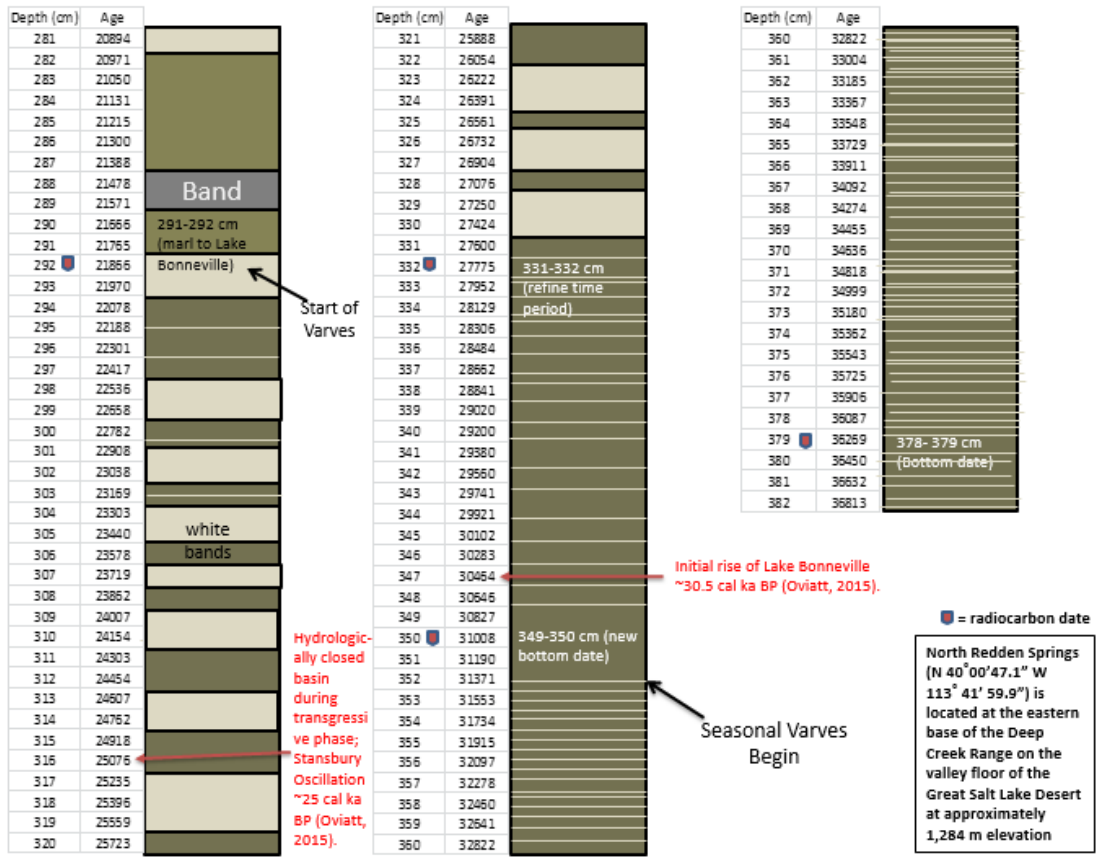 Depth (cm) Age
281 20894
282 20971
283 21050
284 21131
285 21215
286 21300
287 21388
288 21478
289 21571
290 21666
291 21765
292 21866
293 21970
294 22078
295 22188
296 22301
297 22417
298 22536
299 22658
300 22782
301 22908
302 23038
303 23169
304 23303
305 23440
306 23578
307 23719
308 23862
309 24007
310 24154
311 24303
312 24454
313 24607
314 24762
315 24918
316 25076
317 25235
318 25396
319 25559
320 25723
Band
291-292 cm
(marl to Lake
Bonneville)
Start of
Varves
white
bands
Hydrologic-
ally closed
basin
during
transgressi
ve phase;
Stansbury
Oscillation
~25 cal ka
BP (Oviatt,
2015).
Depth (cm) Age
321 25888
322 26054
323 26222
324 26391
325 26561
326 26732
327 26904
328 27076
329 27250
330 27424
331 27600
332 27775
333 27952
334 28129
335 28306
336 28484
337 28662
338 28841
339 29020
340 29200
341 29380
342 29560
343 29741
344 29921
345 30102
346 30283
347 30464
348 30646
349 30827
350 31008
351 31190
352 31371
353 31553
354 31734
355 31915
356 32097
357 32278
358 32460
359 32641
360 32822
331-332 cm
(refine time
period)
349-350 cm (new
bottom date)
Initial rise of Lake Bonneville
~30.5 cal ka BP (Oviatt, 2015).
Seasonal Varves
Begin
Depth (cm) Age
360 32822
361 33004
362 33185
363 33367
364 33548
365 33729
366 33911
367 34092
368 34274
369 34455
370 34636
371 34818
372 34999
373 35180
374 35362
375 35543
376 35725
377 35906
378 36087
379 36269
380 36450
381 36632
382 36813
378- 379 cm
(Bottom date)
= radiocarbon date
North Redden Springs
(N 40°00'47.1” W
113° 41’ 59.9”) is
located at the eastern
base of the Deep
Creek Range on the
valley floor of the
Great Salt Lake Desert
at approximately
1,284 m elevation